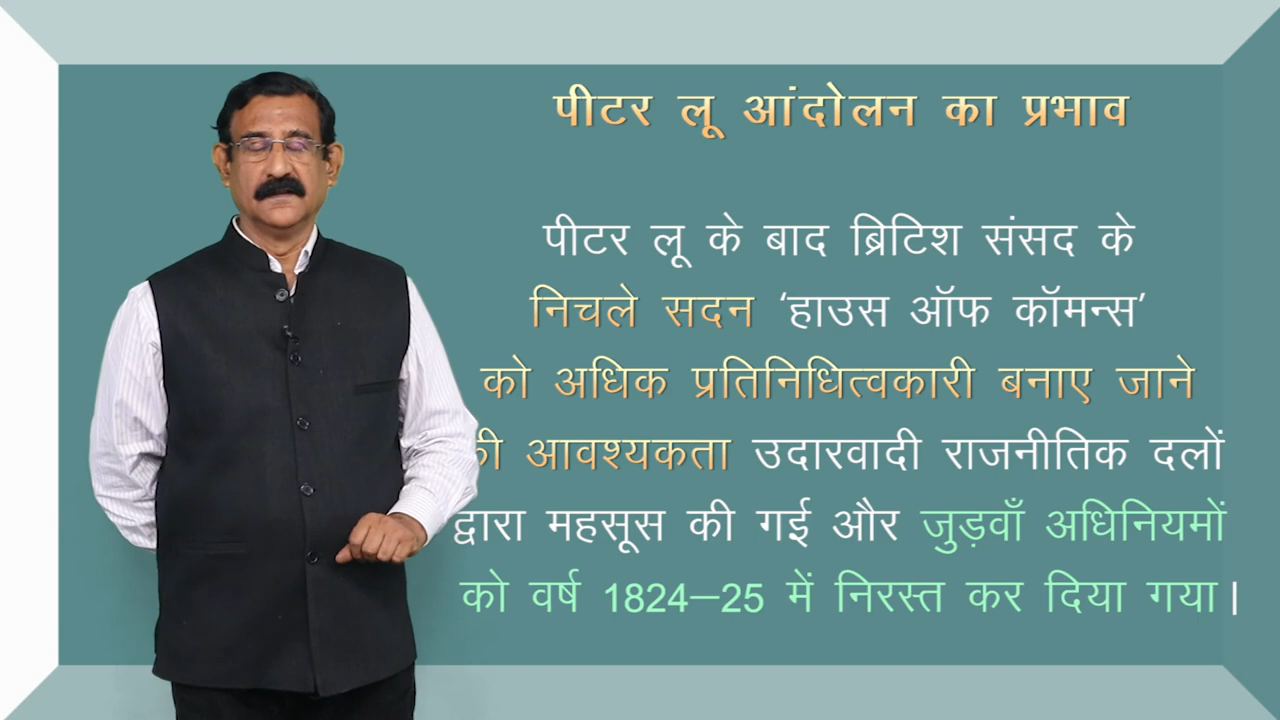 पीटर लू आंदोलन का प्रभाव
पीटर लू के बाद ब्रिटिश संसद के
निचले सदन ‘हाउस ऑफ कॉमन्स’
को अधिक प्रतिनिधित्वकारी बनाए जाने
की आवश्यकता उदारवादी राजनीतिक दलों
द्वारा महसूस की गई और जुड़वाँ अधिनियमों
को वर्ष 1824–25 में निरस्त कर दिया गया।